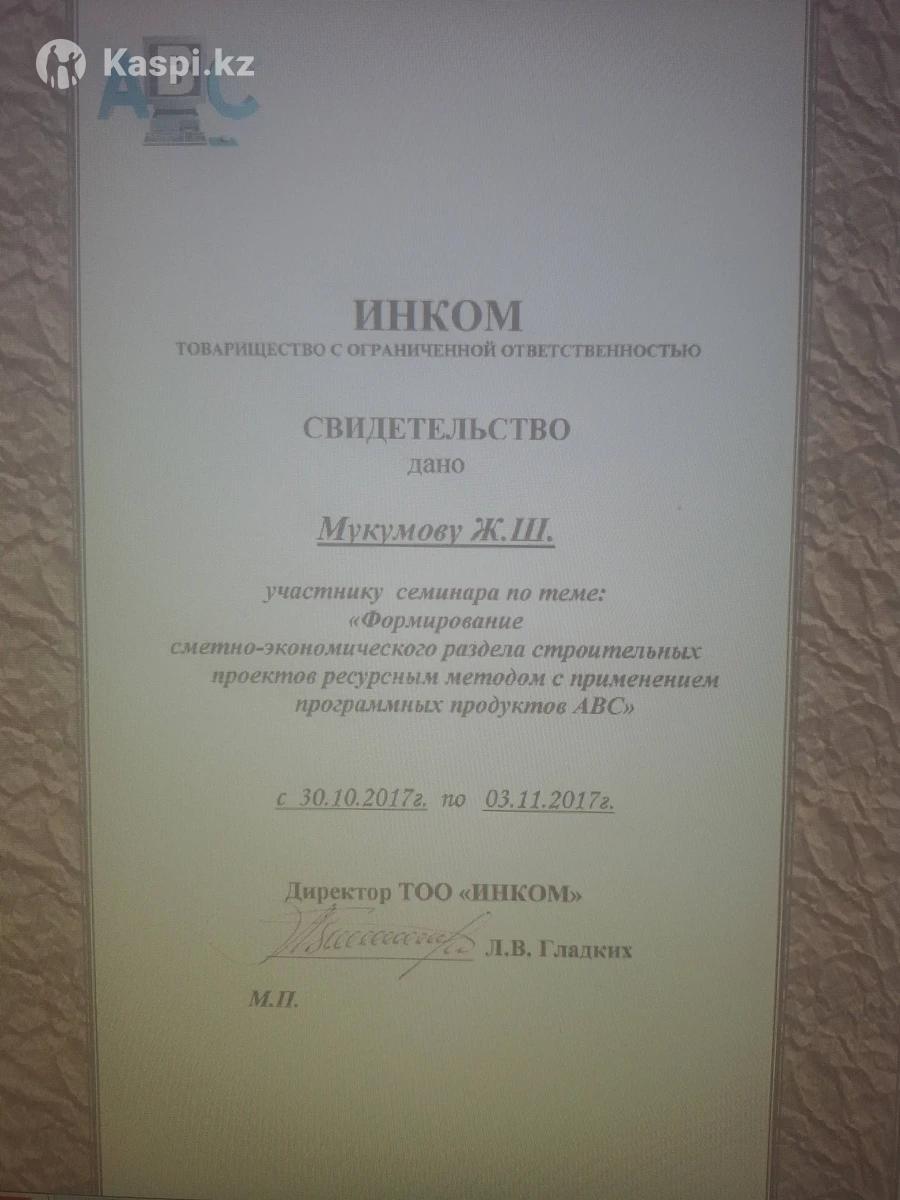 Kaspi.kz
ABC
ИНКОМ
ТОВАРИЩЕСТВО С ОГРАНИЧЕННОЙ ОТВЕТСТВЕННОСТЬЮ
СВИДЕТЕЛЬСТВО
дано
Мукумову Ж.Ш.
участнику семинара по теме:
«Формирование
сметно-экономического раздела строительных
проектов ресурсным методом с применением
программных продуктов АВС»
с 30.10.2017г. по 03.11.2017г.
Директор ТОО «ИНКОМ»
Л.В. Гладких
М.П.